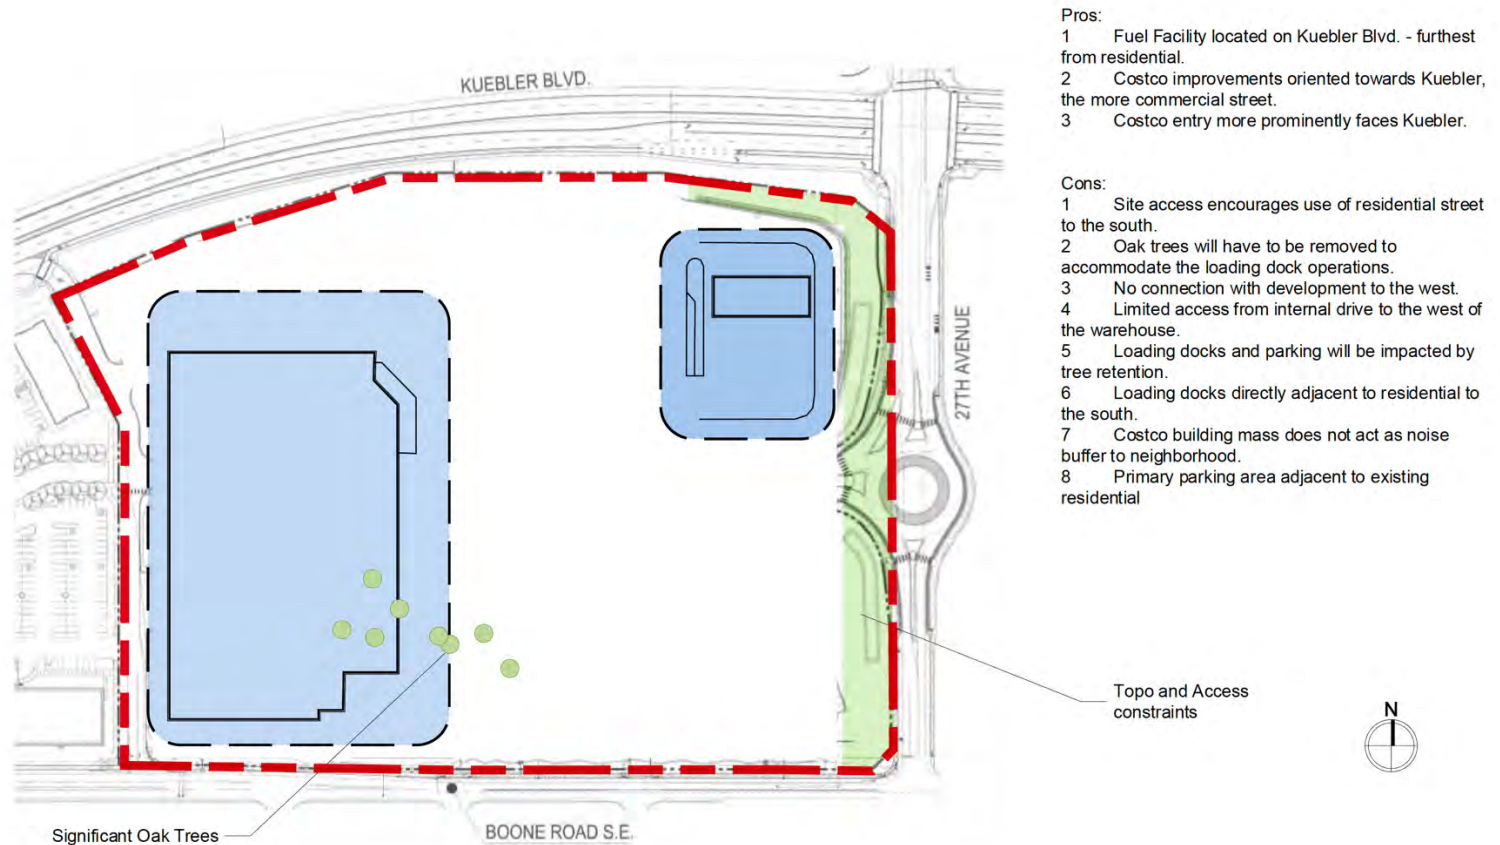 Pros:
1 Fuel Facility located on Kuebler Blvd. - furthest
from residential.
2 Costco improvements oriented towards Kuebler,
the more commercial street.
3 Costco entry more prominently faces Kuebler.
Cons:
1 Site access encourages use of residential street
to the south.
2 Oak trees will have to be removed to
accommodate the loading dock operations.
3 No connection with development to the west.
4 Limited access from internal drive to the west of
the warehouse.
5 Loading docks and parking will be impacted by
tree retention.
6 Loading docks directly adjacent to residential to
the south.
7 Costco building mass does not act as noise
buffer to neighborhood.
8 Primary parking area adjacent to existing
residential
KUEBLER BLVD.
27TH AVENUE
Topo and Access
constraints
N
Significant Oak Trees
BOONE ROAD S.E.